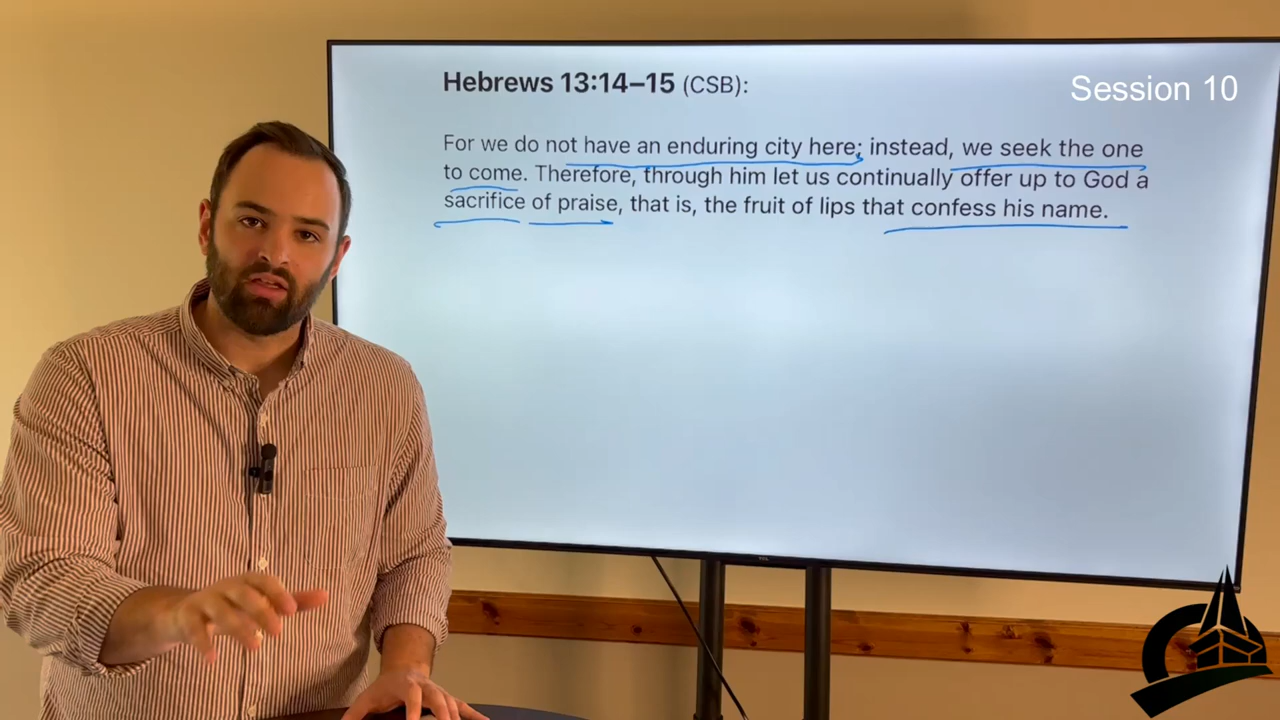 Hebrews 13:14–15 (CSB):
Session 10
For we do not have an enduring city here; instead, we seek the one
to come. Therefore, through him let us continually offer up to God a
sacrifice of praise, that is, the fruit of lips that confess his name.